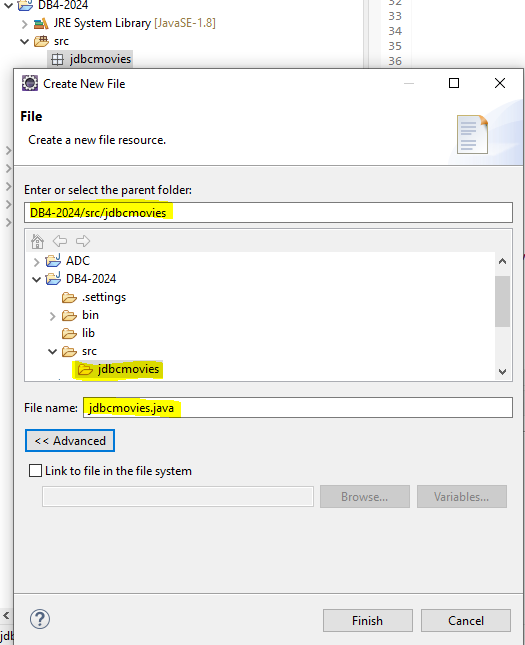 DB4-2024
JRE System Library [JavaSE-1.8]
src
jdbcmovies
32
33
34
35
36
Create New File
File
Create a new file resource.
Enter or select the parent folder:
DB4-2024/src/jdbcmovies
ADC
DB4-2024
.settings
bin
lib
src
jdbcmovies
File name:
jdbcmovies.java
<< Advanced
Link to file in the file system
Browse...
Variables...
?
Finish
Cancel